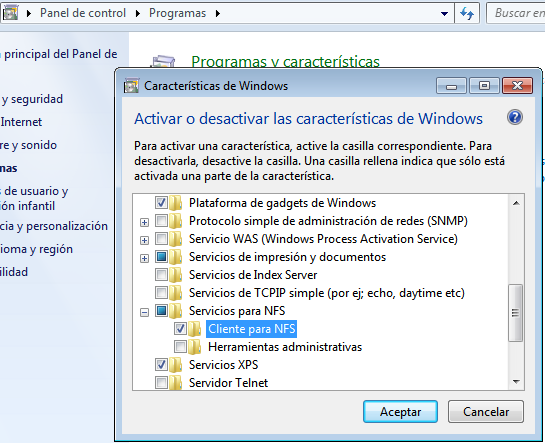 Panel de control
Programas
Buscar en
principal del Panel de
Programas y características
y seguridad
Internet
re y sonido
mas
s de usuario y
ión infantil
cia y personalización
ioma y región
ilidad
Características de Windows
Activar o desactivar las características de Windows
Para activar una característica, active la casilla correspondiente. Para
desactivarla, desactive la casilla. Una casilla rellena indica que sólo está
activada una parte de la característica.
Plataforma de gadgets de Windows
Protocolo simple de administración de redes (SNMP)
Servicio WAS (Windows Process Activation Service)
Servicios de impresión y documentos
Servicios de Index Server
Servicios de TCPIP simple (por ej; echo, daytime etc)
Servicios para NFS
Cliente para NFS
Herramientas administrativas
Servicios XPS
Servidor Telnet
Aceptar
Cancelar